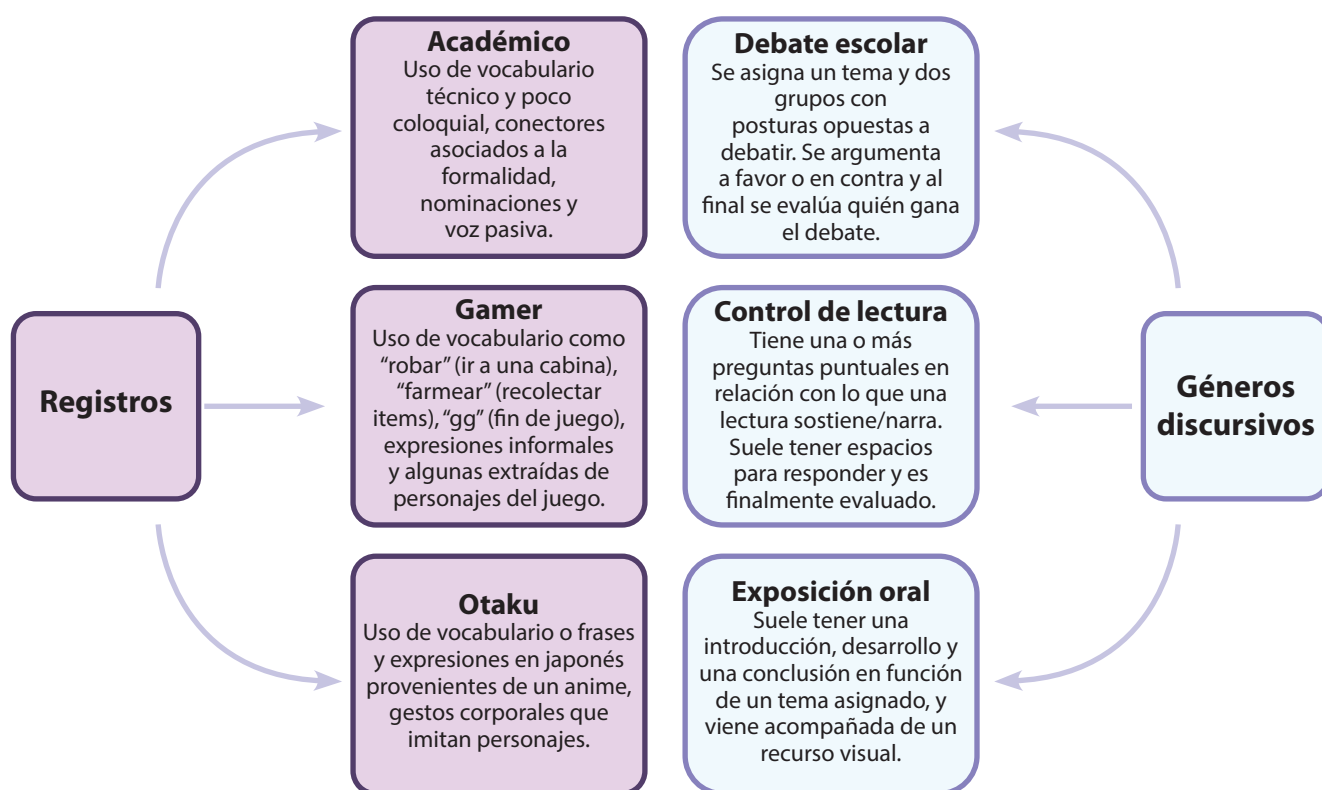 Registros
Académico
Uso de vocabulario
técnico y poco
coloquial, conectores
asociados a la
formalidad,
nominaciones y
voz pasiva.
Gamer
Uso de vocabulario como
“robar” (ir a una cabina),
“farmear” (recolectar
items), “gg” (fin de juego),
expresiones informales
y algunas extraídas de
personajes del juego.
Otaku
Uso de vocabulario o frases
y expresiones en japonés
provenientes de un anime,
gestos corporales que
imitan personajes.
Debate escolar
Se asigna un tema y dos
grupos con
posturas opuestas a
debatir. Se argumenta
a favor o en contra y al
final se evalúa quién gana
el debate.
Control de lectura
Tiene una o más
preguntas puntuales en
relación con lo que una
lectura sostiene/narra.
Suele tener espacios
para responder y es
finalmente evaluado.
Exposición oral
Suele tener una
introducción, desarrollo y
una conclusión en función
de un tema asignado, y
viene acompañada de un
recurso visual.
Géneros
discursivos